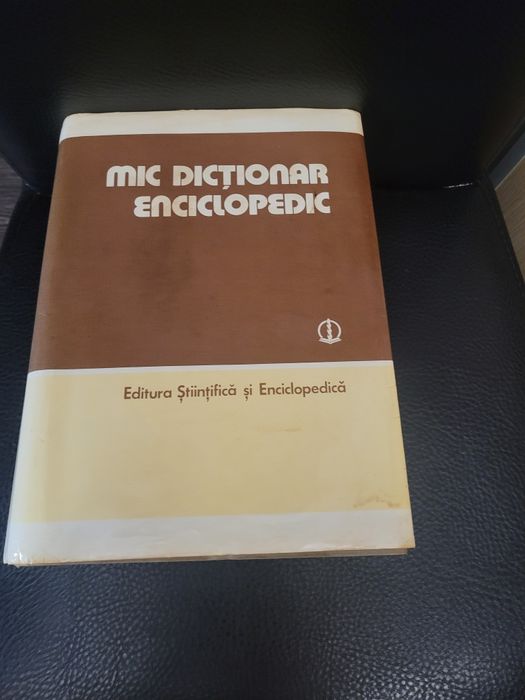 MIC DICȚIONAR
ENCICLOPEDIC
Editura Științifică și Enciclopedică